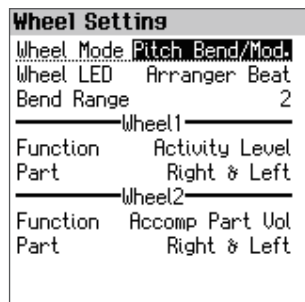 Wheel Setting
Wheel Mode Pitch Bend/Mod.
Wheel LED Arranger Beat
Bend Range 2
Wheel1
Function Activity Level
Part Right & Left
Wheel2
Function Accomp Part Vol
Part Right & Left